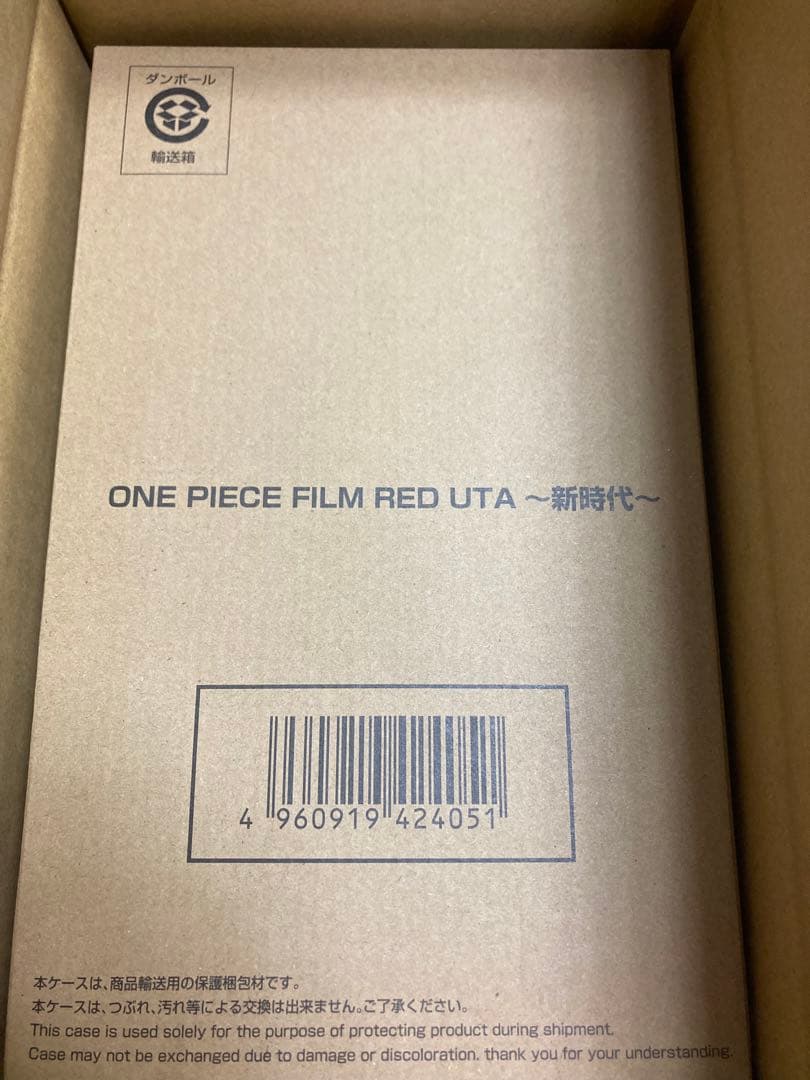 ダンボール
輸送箱
ONE PIECE FILM RED UTA ～新時代～
4 960919 424051
本ケースは、商品輸送用の保護梱包材です。
本ケースは、つぶれ、汚れ等による交換は出来ません。ご了承ください。
This case is used solely for the purpose of protecting product during shipment.
Case may not be exchanged due to damage or discoloration. thank you for your understanding.